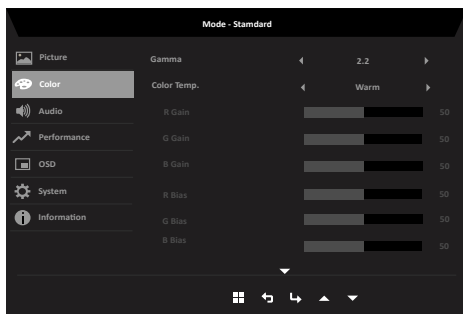 Mode - Stamdard
Picture
Color
Audio
Performance
OSD
System
Information
Gamma 2.2
Color Temp. Warm
R Gain 50
G Gain 50
B Gain 50
R Bias 50
G Bias 50
B Bias 50